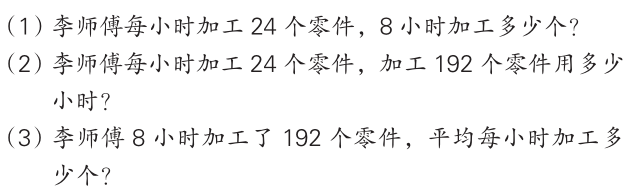 （1）李师傅每小时加工 24 个零件，8 小时加工多少个？
（2）李师傅每小时加工 24 个零件，加工 192 个零件用多少
小时？
（3）李师傅 8 小时加工了 192 个零件，平均每小时加工多
少个？